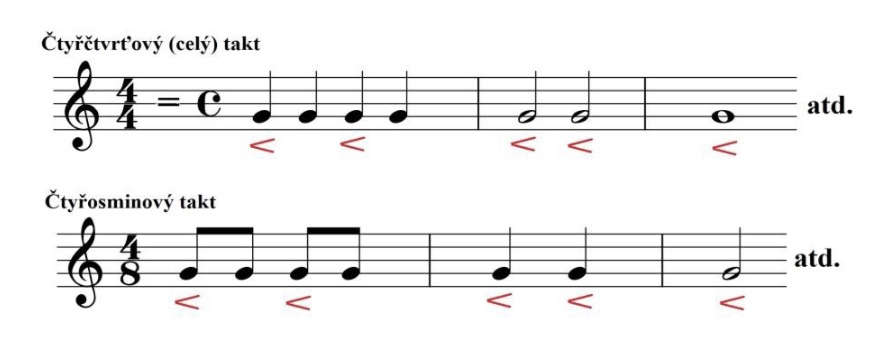 Čtyřčtvrťový (celý) takt
4/4 = C atd.
Čtyřosminový takt
4/8 atd.